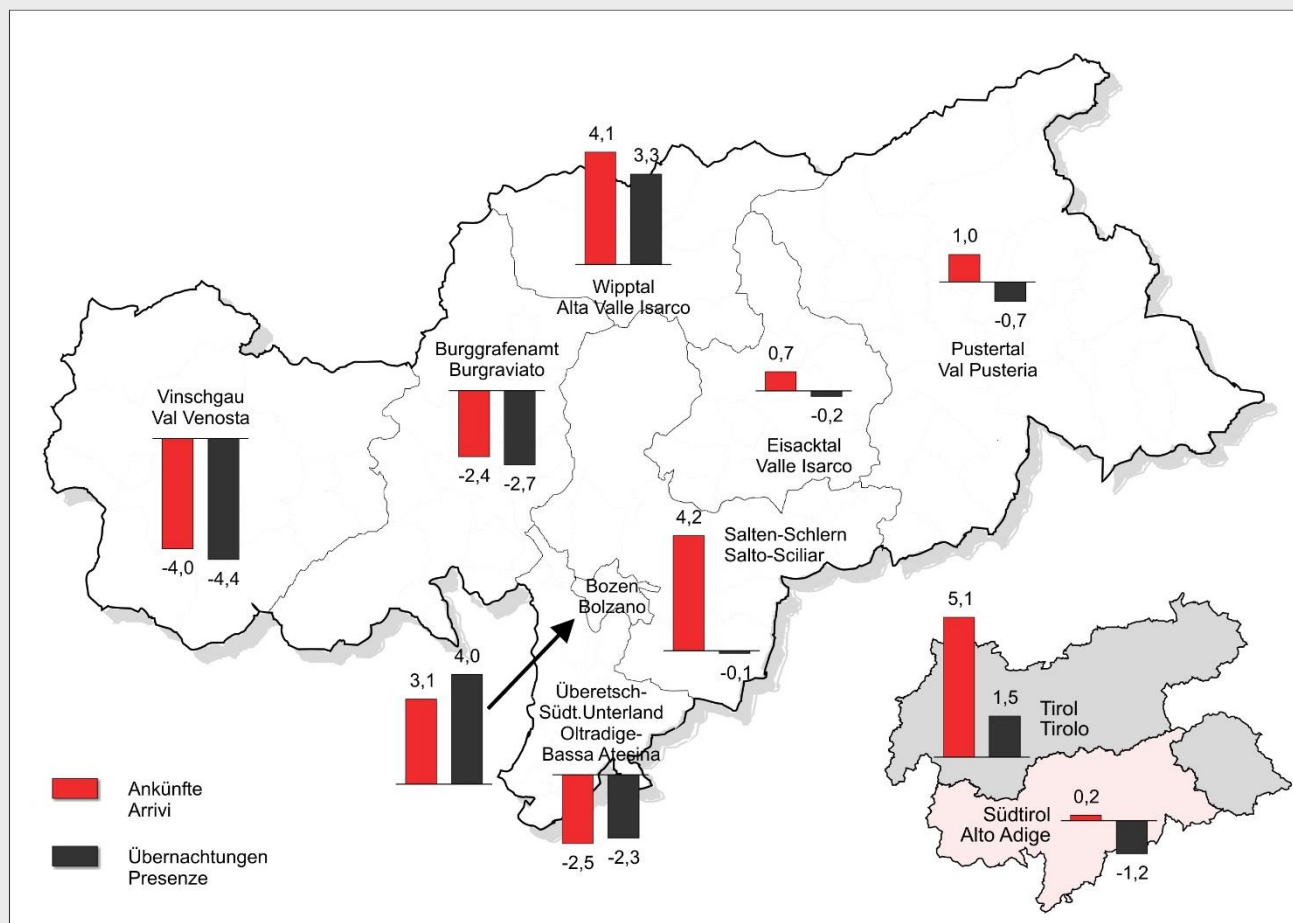 4,1
3,3
Wipptal
Alta Valle Isarco
1,0
-0,7
Pustertal
Val Pusteria
Burggrafenamt
Burgraviato
-2,4
-2,7
0,7
-0,2
Eisacktal
Valle Isarco
Vinschgau
Val Venosta
-4,0
-4,4
4,2
-0,1
Salten-Schlern
Salto-Sciliar
Bozen
Bolzano
3,1
4,0
Überetsch-
Südt.Unterland
Oltradige-
Bassa Atesina
-2,5
-2,3
5,1
1,5
Tirol
Tirolo
0,2
-1,2
Südtirol
Alto Adige
Ankünfte
Arrivi
Übernachtungen
Presenze